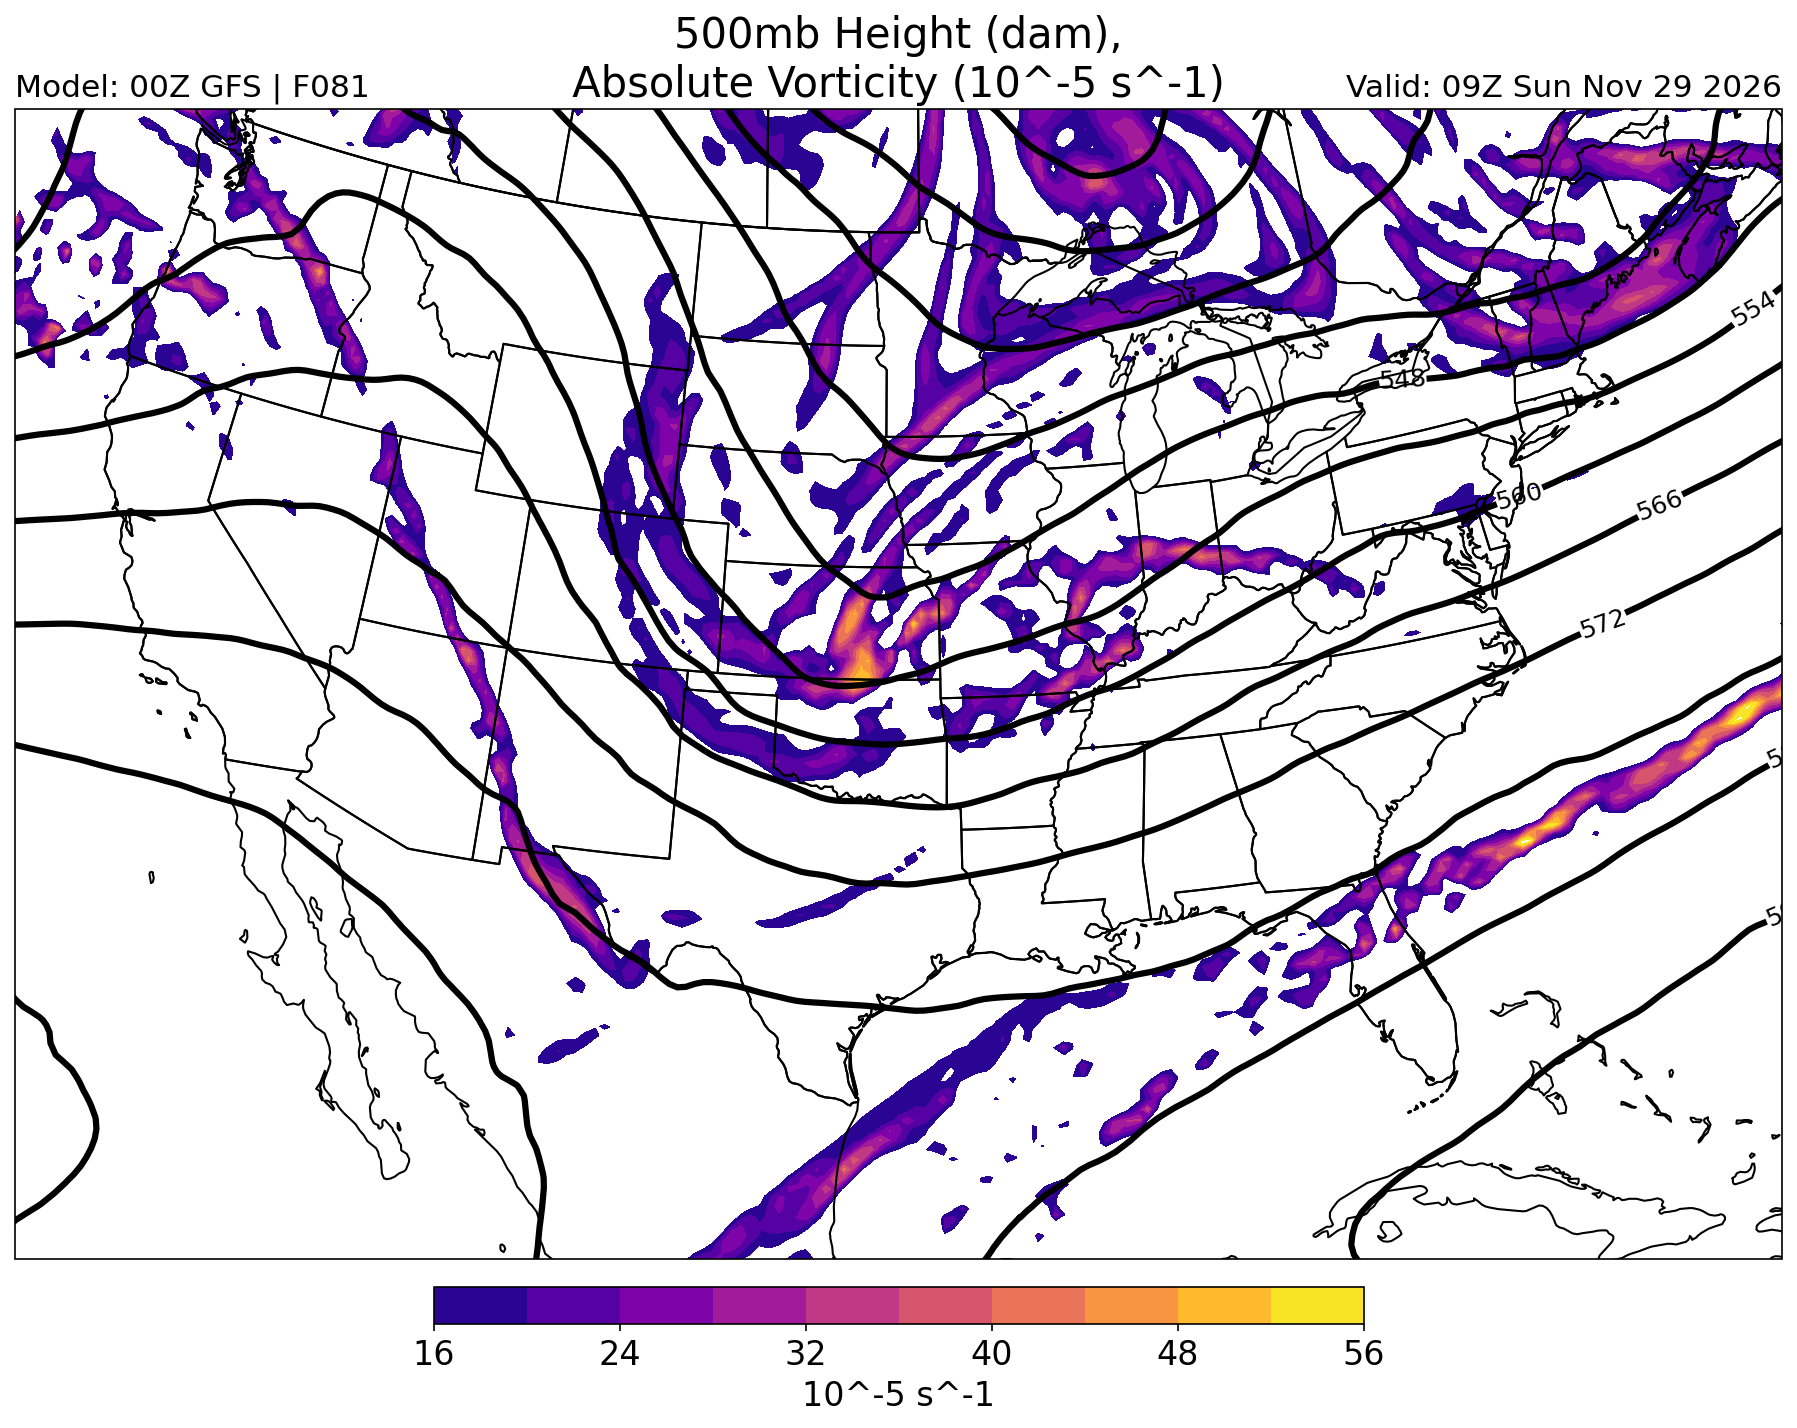 500mb Height (dam),
Model: 00Z GFS | F081
Absolute Vorticity (10^-5 s^-1)
Valid: 09Z Sun Nov 29 2026
554
548
560
566
572
16 24 32 40 48 56
10^-5 s^-1